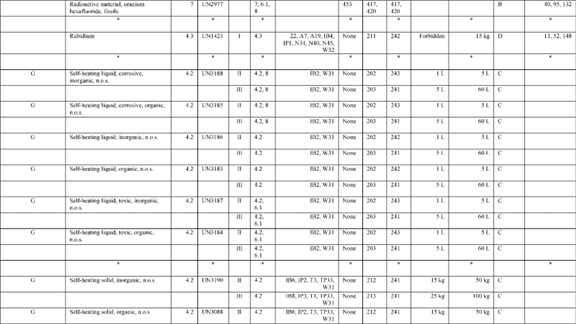 Radioactive material, uranium hexafluoride, fissile 7 UN2977 7, 6.1, 8 453 417, 420 417, 420 B 40, 95, 132
* * * * * * *
Rubidium 4.3 UN1423 I 4.3 22, A7, A19, IB4, IP1, N34, N40, N45, W32 None 211 242 Forbidden 15 kg D 13, 52, 148
* * * * * * *
G Self-heating liquid, corrosive, inorganic, n.o.s. 4.2 UN3188 II 4.2, 8 IB2, W31 None 202 243 1 L 5 L C
III 4.2, 8 IB2, W31 None 203 241 5 L 60 L C
G Self-heating liquid, corrosive, organic, n.o.s. 4.2 UN3185 II 4.2, 8 IB2, W31 None 202 243 1 L 5 L C
III 4.2, 8 IB2, W31 None 203 241 5 L 60 L C
G Self-heating liquid, inorganic, n.o.s. 4.2 UN3186 II 4.2 IB2, W31 None 202 242 1 L 5 L C
III 4.2 IB2, W31 None 203 241 5 L 60 L C
G Self-heating liquid, organic, n.o.s. 4.2 UN3183 II 4.2 IB2, W31 None 202 242 1 L 5 L C
III 4.2 IB2, W31 None 203 241 5 L 60 L C
G Self-heating liquid, toxic, inorganic, n.o.s. 4.2 UN3187 II 4.2, 6.1 IB2, W31 None 202 243 1 L 5 L C
III 4.2, 6.1 IB2, W31 None 203 241 5 L 60 L C
G Self-heating liquid, toxic, organic, n.o.s. 4.2 UN3184 II 4.2, 6.1 IB2, W31 None 202 243 1 L 5 L C
III 4.2, 6.1 IB2, W31 None 203 241 5 L 60 L C
* * * * * * *
G Self-heating solid, inorganic, n.o.s. 4.2 UN3190 II 4.2 IB6, IP2, T3, TP33, W31 None 212 241 15 kg 50 kg C
III 4.2 IB8, IP3, T1, TP33, W31 None 213 241 25 kg 100 kg C
G Self-heating solid, organic, n.o.s 4.2 UN3088 II 4.2 IB6, IP2, T3, TP33, W31 None 212 241 15 kg 50 kg C